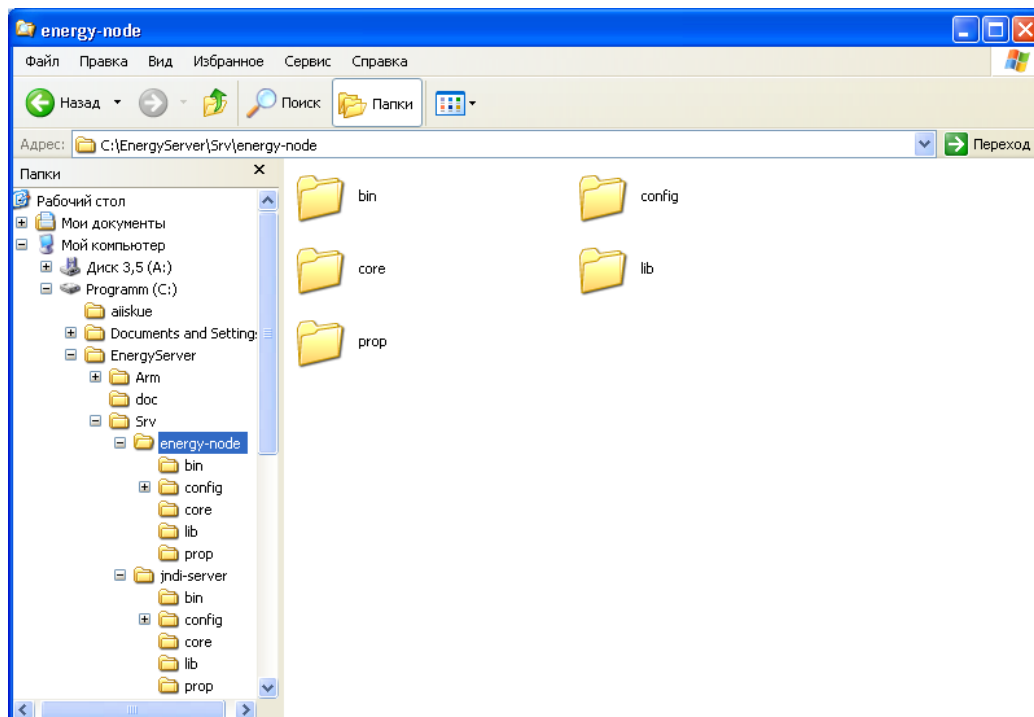 energy-node
Файл Правка Вид Избранное Сервис Справка
Назад Поиск Папки
Адрес: C:\EnergyServer\Srv\energy-node Переход
Папки
Рабочий стол
Мои документы
Мой компьютер
Диск 3,5 (A:)
Programm (C:)
aiiskue
Documents and Setting
EnergyServer
Arm
doc
Srv
energy-node
bin
config
core
lib
prop
jndi-server
bin
config
core
lib
prop
bin config
core lib
prop